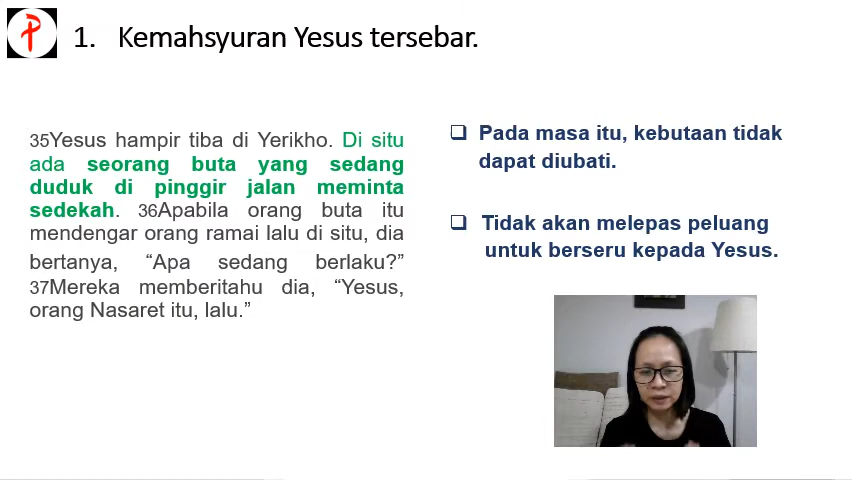 1. Kemahsyuran Yesus tersebar.
35Yesus hampir tiba di Yerikho. Di situ
ada seorang buta yang sedang
duduk di pinggir jalan meminta
sedekah. 36Apabila orang buta itu
mendengar orang ramai lalu di situ, dia
bertanya, “Apa sedang berlaku?”
37Mereka memberitahu dia, “Yesus,
orang Nasaret itu, lalu.”
Pada masa itu, kebutaan tidak
dapat diubati.
Tidak akan melepas peluang
untuk berseru kepada Yesus.